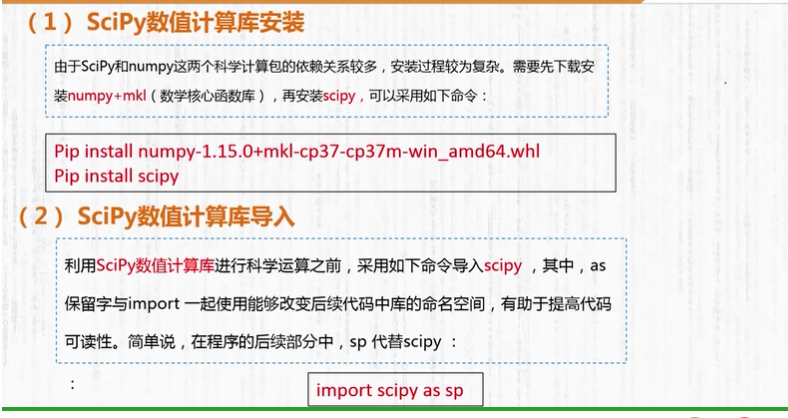 （1） SciPy数值计算库安装
由于SciPy和numpy这两个科学计算包的依赖关系较多，安装过程较为复杂。需要先下载安
装numpy+mkl（数学核心函数库），再安装scipy，可以采用如下命令：
Pip install numpy-1.15.0+mkl-cp37-cp37m-win_amd64.whl
Pip install scipy
（2） SciPy数值计算库导入
利用SciPy数值计算库进行科学运算之前，采用如下命令导入scipy ，其中，as
保留字与import 一起使用能够改变后续代码中库的命名空间，有助于提高代码
可读性。简单说，在程序的后续部分中，sp 代替scipy ：
：
import scipy as sp